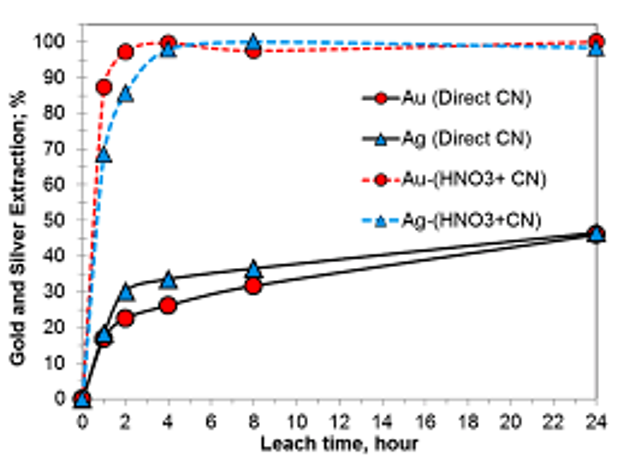 Gold and Silver Extraction; %
100
90
80
70
60
50
40
30
20
10
0
Au (Direct CN)
Ag (Direct CN)
Au-(HNO3+ CN)
Ag-(HNO3+CN)
0 2 4 6 8 10 12 14 16 18 20 22 24
Leach time, hour